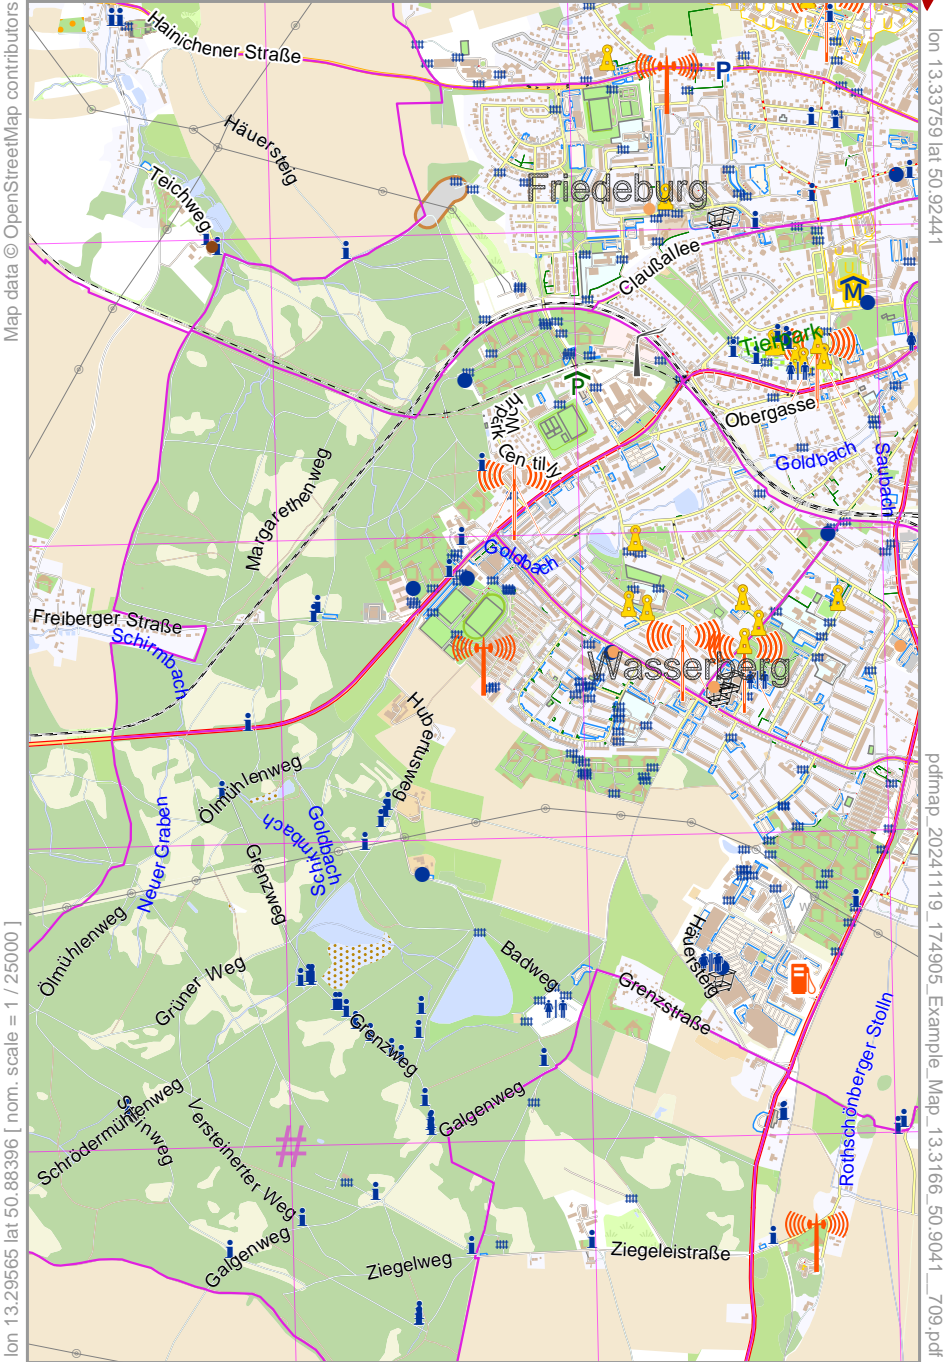 Map data © OpenStreetMap contributors
lon 13.29565 lat 50.88396 [ nom. scale = 1 / 25000 ]
lon 13.33759 lat 50.92441
pdfmap_20241119_174905_Example_Map_13.3166_50.9041__709.pdf
Hainichener Straße
P
Häuersteig
Teichweg
Friedeburg
Claußallee
M
Tierpark
P
Obergasse
Goldbach
Saubach
Margarethenweg
Goldbach
Freiberger Straße
Schirmbach
Wasserberg
Hubertusweg
Ölmühlenweg
Neuer Graben
Goldbach
Schirmbach
Grenzweg
Häuersteig
Ölmühlenweg
Grüner Weg
Badweg
Grenzstraße
Rothschönberger Stolln
Grenzweg
Galgenweg
Schrödermühlenweg
Steinweg
Versteinerter Weg
#
Galgenweg
Ziegelweg
Ziegeleistraße